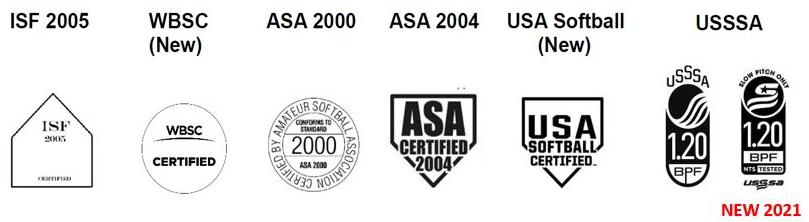 ISF 2005
WBSC
(New)
ASA 2000
ASA 2004
USA Softball
(New)
USSSA
ISF
2005
CERTIFIED
WBSC
CERTIFIED
CERTIFIED BY AMATEUR SOFTBALL ASSOCIATION
CONFORMS TO
STANDARD
2000
ASA 2000
ASA
CERTIFIED
2004
USA
SOFTBALL
CERTIFIED™
USSSA
1.20
BPF
SLOW PITCH ONLY
1.20
BPF
NTS TESTED
USSSA
NEW 2021